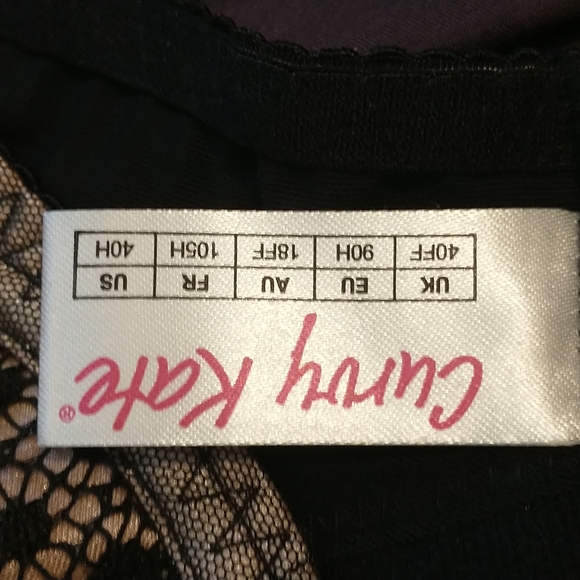 Curvy Kate®
UK EU AU FR US
40FF 90H 18FF 105H 40H